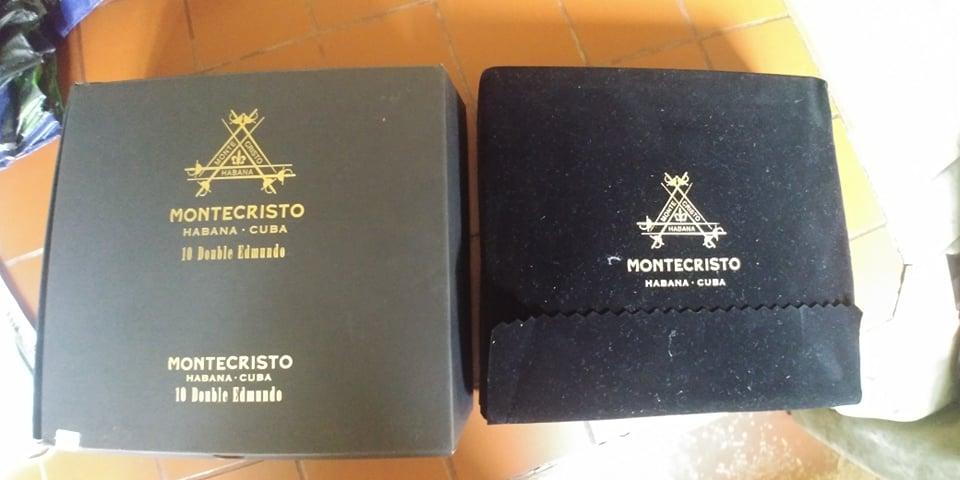 MONTE CRISTO
HABANA
MONTECRISTO
HABANA · CUBA
10 Double Edmundo
MONTECRISTO
HABANA · CUBA
10 Double Edmundo
MONTE CRISTO
HABANA
MONTECRISTO
HABANA · CUBA